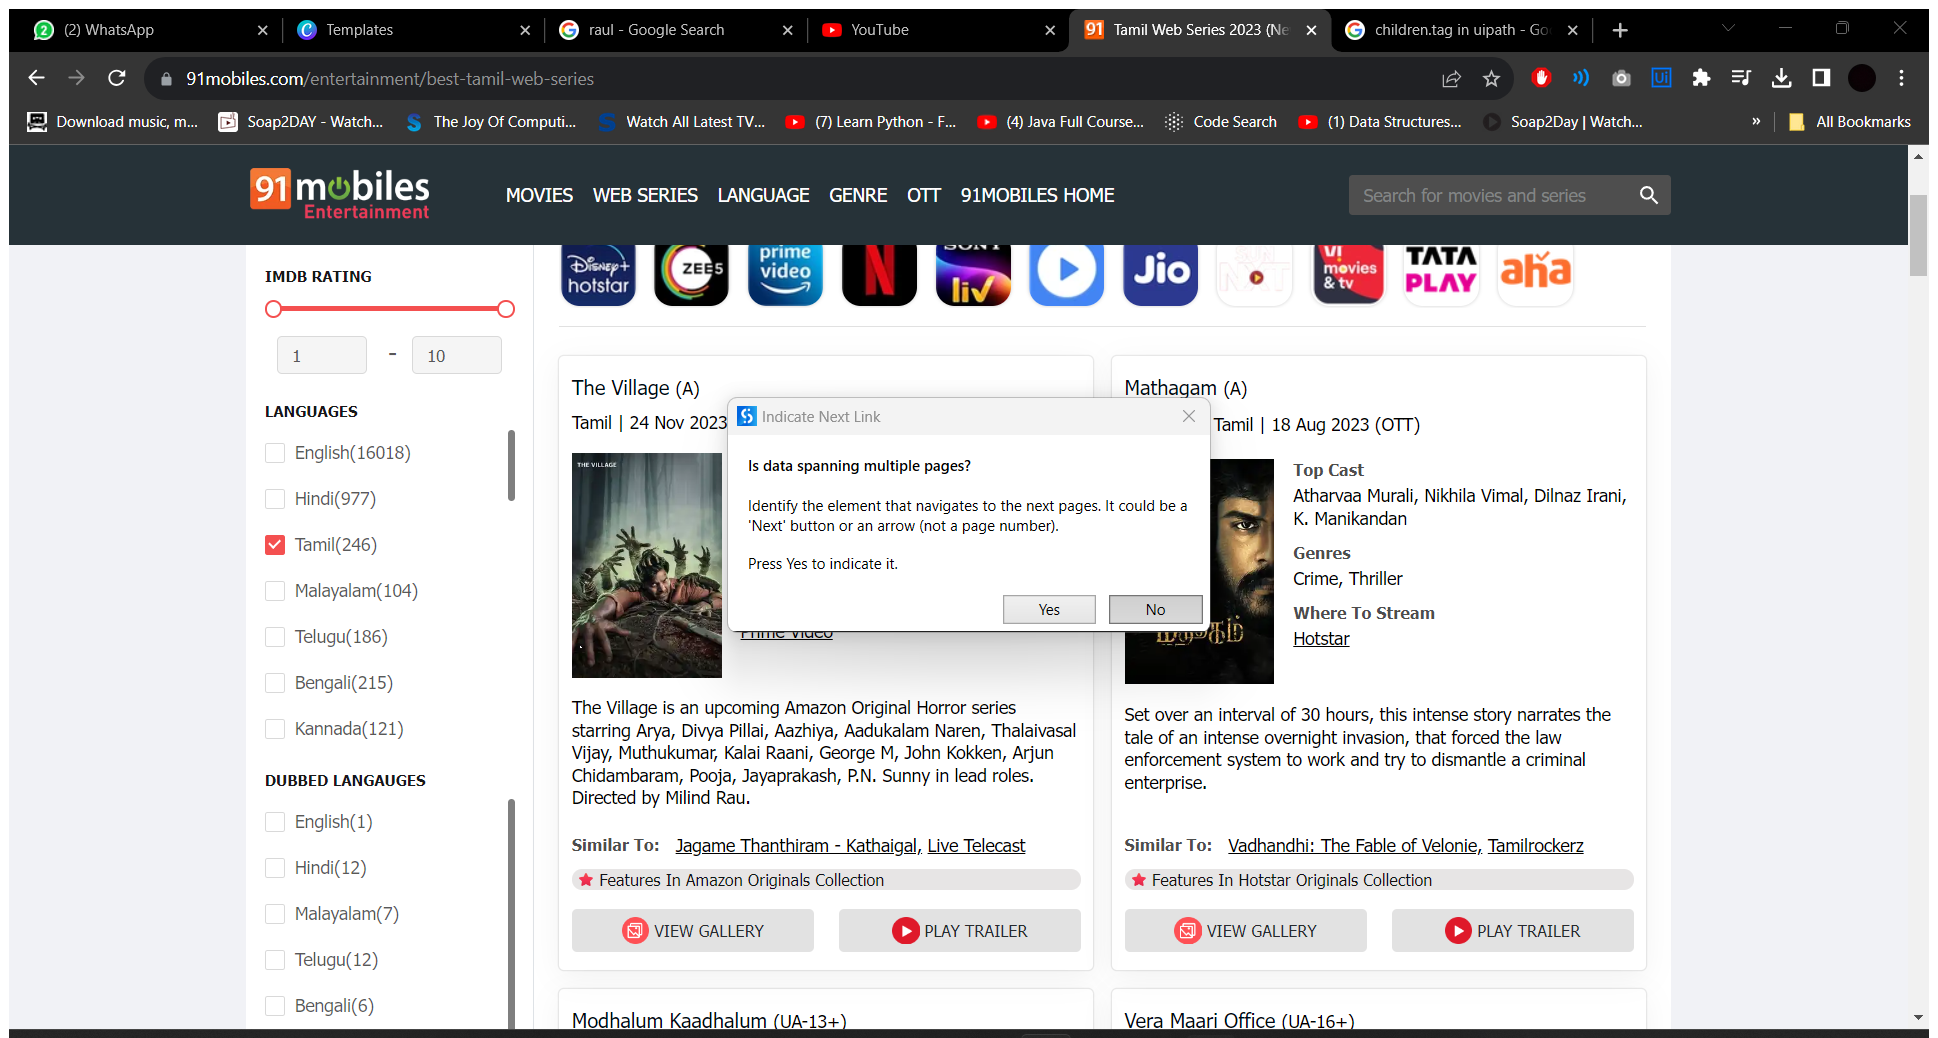 (2) WhatsApp
Templates
raul - Google Search
YouTube
Tamil Web Series 2023 (Ne
children.tag in uipath - Go
91mobiles.com/entertainment/best-tamil-web-series
Download music, m...
Soap2DAY - Watch...
The Joy Of Computi...
Watch All Latest TV...
(7) Learn Python - F...
(4) Java Full Course...
Code Search
(1) Data Structures...
Soap2Day | Watch...
»
All Bookmarks
91mobiles
Entertainment
MOVIES
WEB SERIES
LANGUAGE
GENRE
OTT
91MOBILES HOME
Search for movies and series
Disney+
hotstar
ZEE5
prime
video
N
SONY
liv
Jio
SUN
NXT
Vi
movies
& tv
TATA
PLAY
aha
IMDB RATING
1 - 10
LANGUAGES
English(16018)
Hindi(977)
Tamil(246)
Malayalam(104)
Telugu(186)
Bengali(215)
Kannada(121)
DUBBED LANGAUGES
English(1)
Hindi(12)
Malayalam(7)
Telugu(12)
Bengali(6)
The Village (A)
Tamil | 24 Nov 2023
THE VILLAGE
Prime Video
The Village is an upcoming Amazon Original Horror series
starring Arya, Divya Pillai, Aazhiya, Aadukalam Naren, Thalaivasal
Vijay, Muthukumar, Kalai Raani, George M, John Kokken, Arjun
Chidambaram, Pooja, Jayaprakash, P.N. Sunny in lead roles.
Directed by Milind Rau.
Similar To: Jagame Thanthiram - Kathaigal, Live Telecast
Features In Amazon Originals Collection
VIEW GALLERY
PLAY TRAILER
Indicate Next Link
Is data spanning multiple pages?
Identify the element that navigates to the next pages. It could be a
'Next' button or an arrow (not a page number).
Press Yes to indicate it.
Yes
No
Mathagam (A)
Tamil | 18 Aug 2023 (OTT)
மத்தகம்
Top Cast
Atharvaa Murali, Nikhila Vimal, Dilnaz Irani,
K. Manikandan
Genres
Crime, Thriller
Where To Stream
Hotstar
Set over an interval of 30 hours, this intense story narrates the
tale of an intense overnight invasion, that forced the law
enforcement system to work and try to dismantle a criminal
enterprise.
Similar To: Vadhandhi: The Fable of Velonie, Tamilrockerz
Features In Hotstar Originals Collection
VIEW GALLERY
PLAY TRAILER
Modhalum Kaadhalum (UA-13+)
Vera Maari Office (UA-16+)